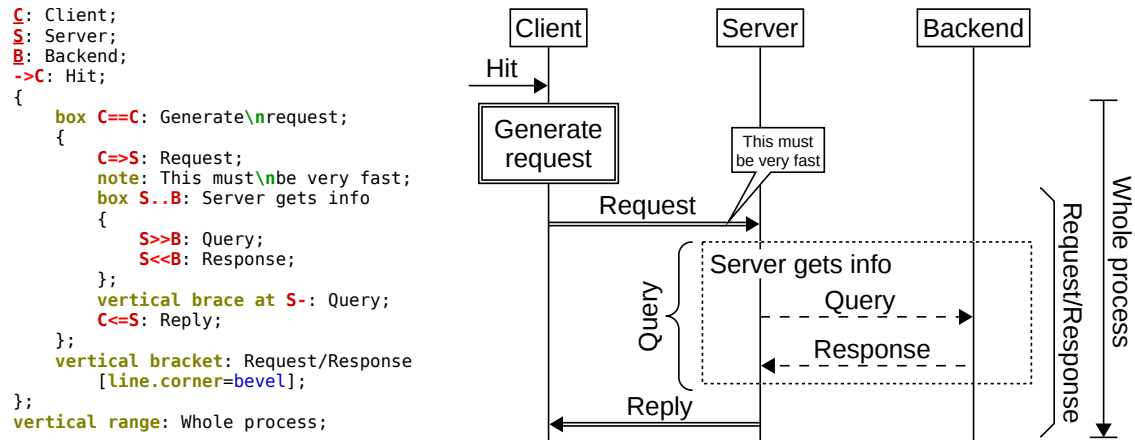 C: Client;
S: Server;
B: Backend;
->C: Hit;
{
    box C==C: Generate\nrequest;
    {
        C=>S: Request;
        note: This must\nbe very fast;
        box S..B: Server gets info
        {
            S>>B: Query;
            S<<B: Response;
        };
        vertical brace at S-: Query;
        C<=S: Reply;
    };
    vertical bracket: Request/Response
        [line.corner=bevel];
};
vertical range: Whole process;
Client
Server
Backend
Hit
Generate
request
This must
be very fast
Request
Server gets info
Query
Query
Response
Reply
Request/Response
Whole process